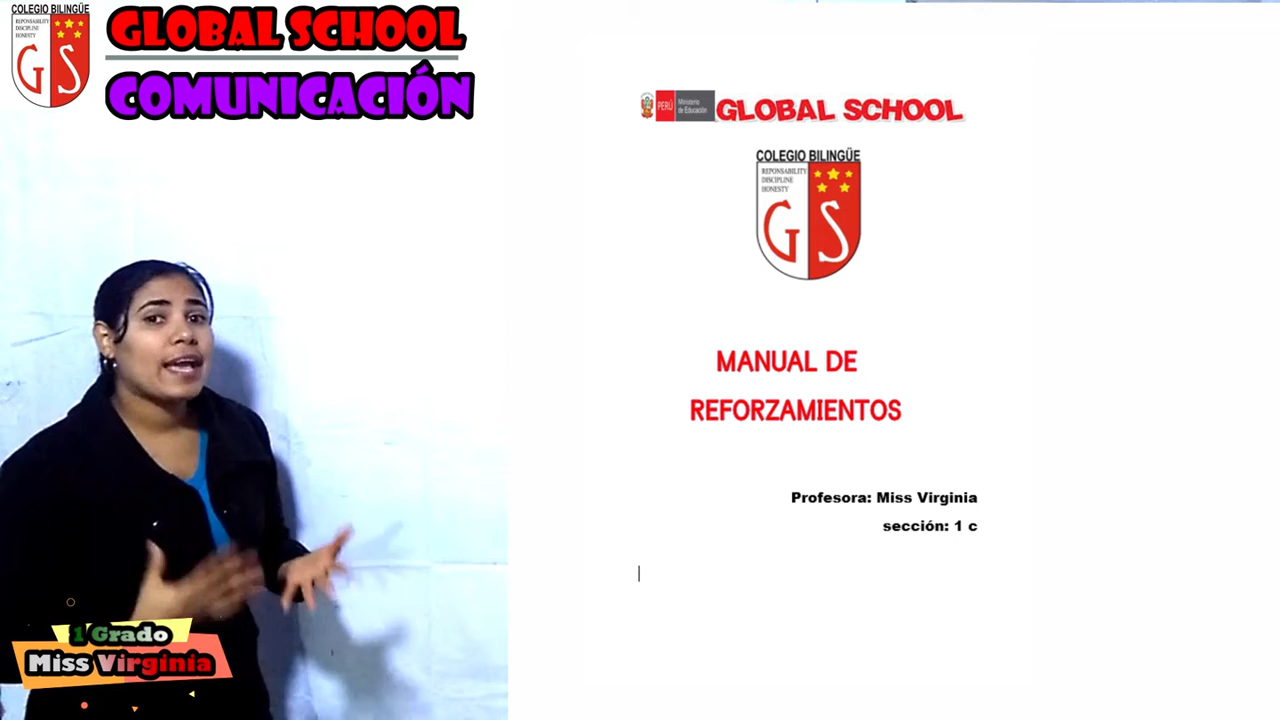 COLEGIO BILINGÜE
REPONSABILITY
DISCIPLINE
HONESTY
GS
GLOBAL SCHOOL
COMUNICACIÓN
PERÚ
Ministerio
de Educación
GLOBAL SCHOOL
COLEGIO BILINGÜE
REPONSABILITY
DISCIPLINE
HONESTY
GS
MANUAL DE
REFORZAMIENTOS
Profesora: Miss Virginia
sección: 1 c
1 Grado
Miss Virginia